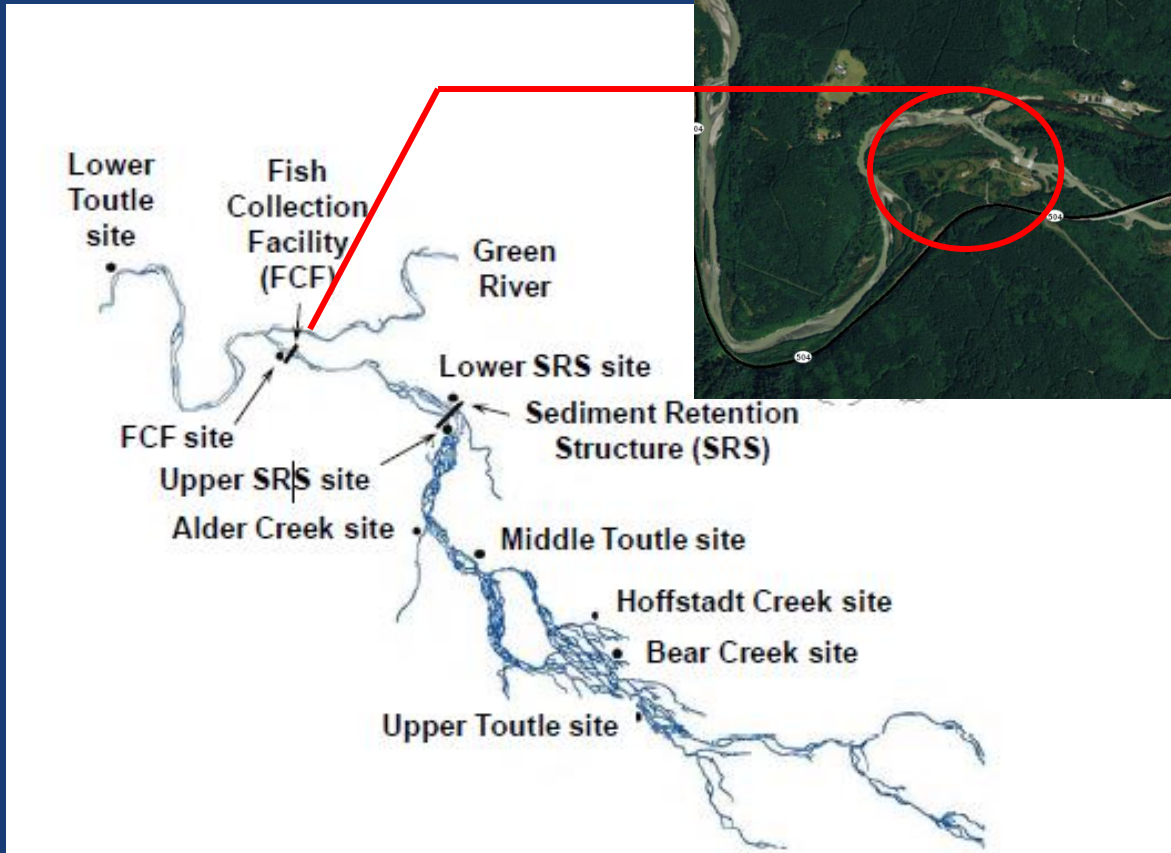 Lower
Toutle
site
Fish
Collection
Facility
(FCF)
Green
River
04
504
504
Lower SRS site
Sediment Retention
Structure (SRS)
FCF site
Upper SRS site
Alder Creek site
Middle Toutle site
Hoffstadt Creek site
Bear Creek site
Upper Toutle site